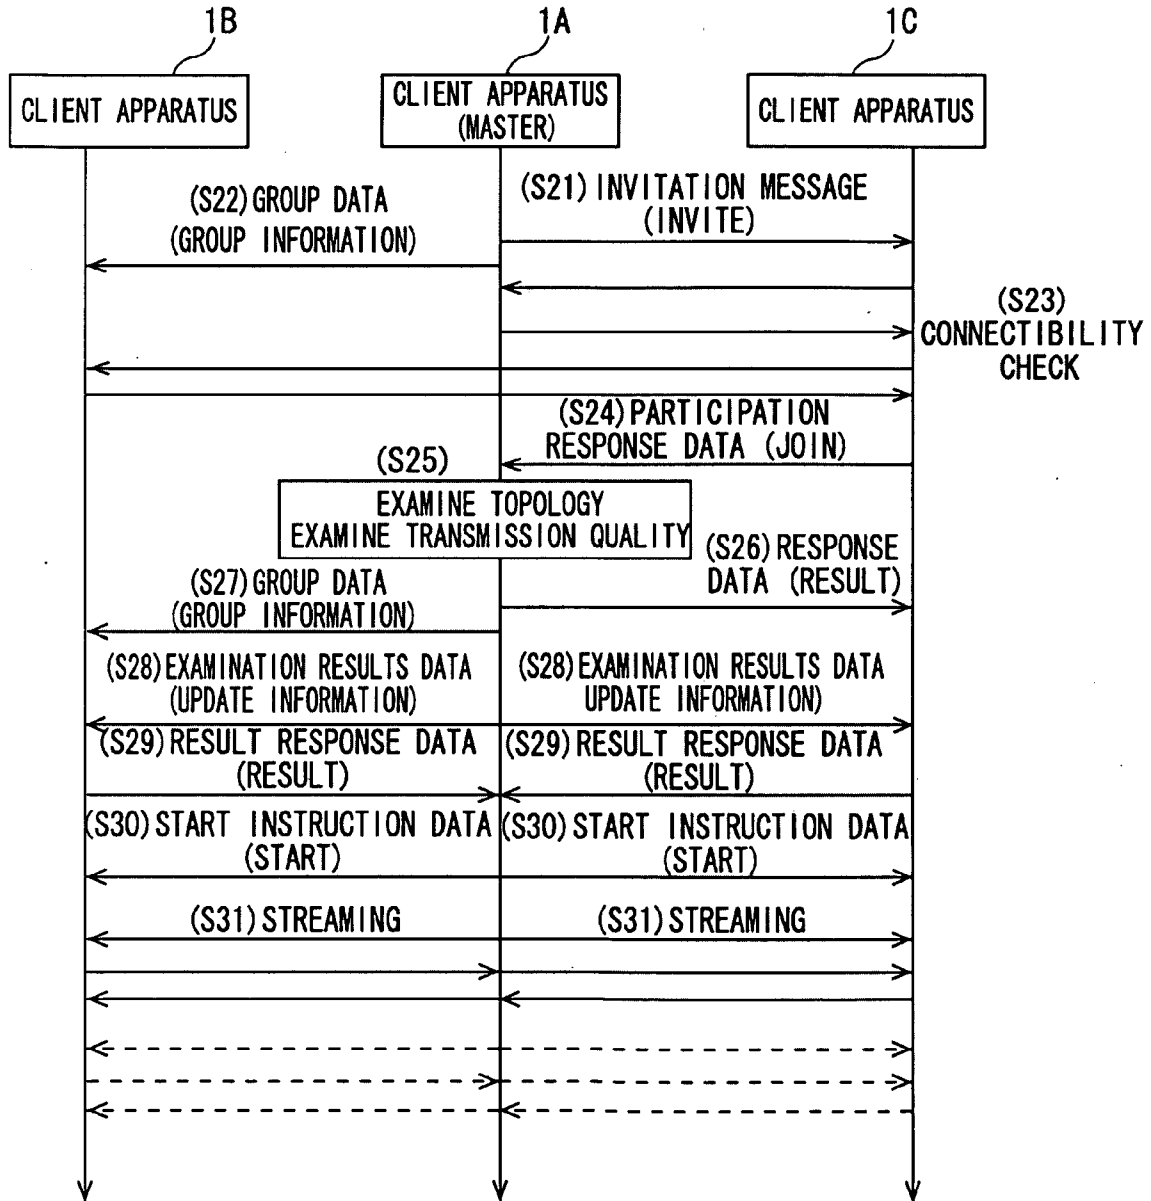 1B
1A
1C
CLIENT APPARATUS
CLIENT APPARATUS
(MASTER)
CLIENT APPARATUS
(S21) INVITATION MESSAGE
(INVITE)
(S22) GROUP DATA
(GROUP INFORMATION)
(S23)
CONNECTIBILITY
CHECK
(S24) PARTICIPATION
RESPONSE DATA (JOIN)
(S25)
EXAMINE TOPOLOGY
EXAMINE TRANSMISSION QUALITY
(S26) RESPONSE
DATA (RESULT)
(S27) GROUP DATA
(GROUP INFORMATION)
(S28) EXAMINATION RESULTS DATA
(UPDATE INFORMATION)
(S28) EXAMINATION RESULTS DATA
UPDATE INFORMATION)
(S29) RESULT RESPONSE DATA
(RESULT)
(S29) RESULT RESPONSE DATA
(RESULT)
(S30) START INSTRUCTION DATA
(START)
(S30) START INSTRUCTION DATA
(START)
(S31) STREAMING
(S31) STREAMING